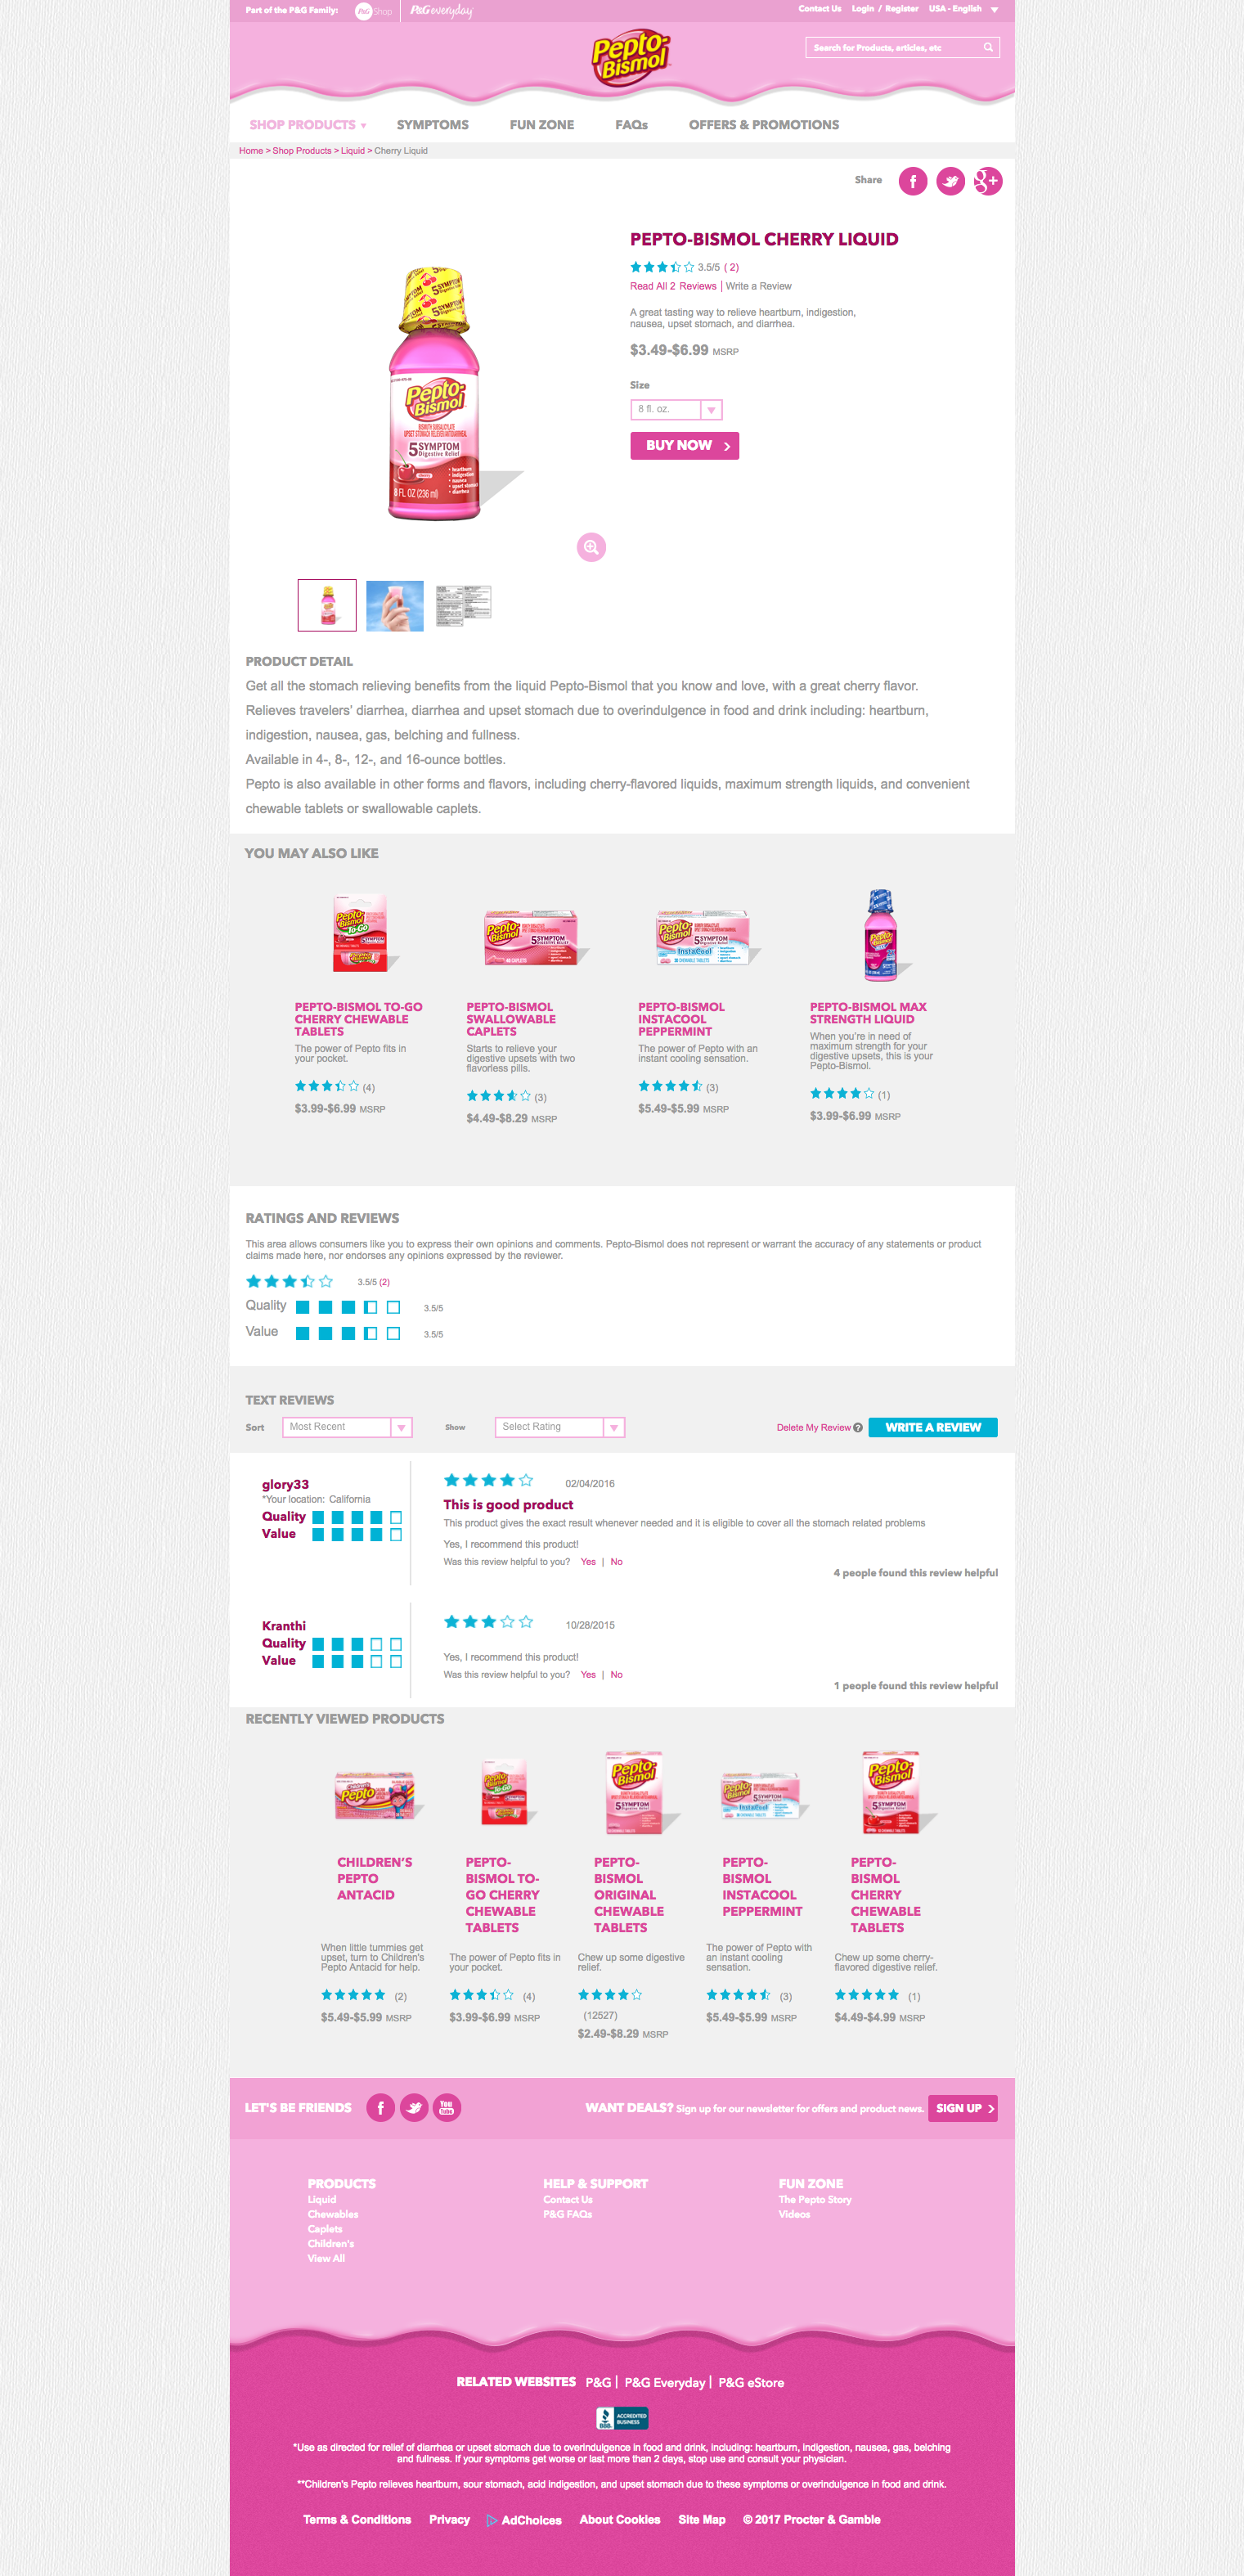 Part of the P&G Family:
P&G Shop
P&G everyday
Contact Us
Login / Register
USA - English
Pepto-
Bismol
Search for Products, articles, etc
SHOP PRODUCTS
SYMPTOMS
FUN ZONE
FAQs
OFFERS & PROMOTIONS
Home > Shop Products > Liquid > Cherry Liquid
Share
PEPTO-BISMOL CHERRY LIQUID
3.5/5 ( 2)
Read All 2 Reviews | Write a Review
A great tasting way to relieve heartburn, indigestion,
nausea, upset stomach, and diarrhea.
$3.49-$6.99 MSRP
Size
8 fl. oz.
BUY NOW
Pepto-
Bismol
5 SYMPTOM
Digestive Relief
8 FL OZ (236 ml)
PRODUCT DETAIL
Get all the stomach relieving benefits from the liquid Pepto-Bismol that you know and love, with a great cherry flavor.
Relieves travelers' diarrhea, diarrhea and upset stomach due to overindulgence in food and drink including: heartburn,
indigestion, nausea, gas, belching and fullness.
Available in 4-, 8-, 12-, and 16-ounce bottles.
Pepto is also available in other forms and flavors, including cherry-flavored liquids, maximum strength liquids, and convenient
chewable tablets or swallowable caplets.
YOU MAY ALSO LIKE
PEPTO-BISMOL TO-GO
CHERRY CHEWABLE
TABLETS
The power of Pepto fits in
your pocket.
(4)
$3.99-$6.99 MSRP
PEPTO-BISMOL
SWALLOWABLE
CAPLETS
Starts to relieve your
digestive upsets with two
flavorless pills.
(3)
$4.49-$8.29 MSRP
PEPTO-BISMOL
INSTACOOL
PEPPERMINT
The power of Pepto with an
instant cooling sensation.
(3)
$5.49-$5.99 MSRP
PEPTO-BISMOL MAX
STRENGTH LIQUID
When you're in need of
maximum strength for your
digestive upsets, this is your
Pepto-Bismol.
(1)
$3.99-$6.99 MSRP
RATINGS AND REVIEWS
This area allows consumers like you to express their own opinions and comments. Pepto-Bismol does not represent or warrant the accuracy of any statements or product
claims made here, nor endorses any opinions expressed by the reviewer.
3.5/5 (2)
Quality 3.5/5
Value 3.5/5
TEXT REVIEWS
Sort
Most Recent
Show
Select Rating
Delete My Review
WRITE A REVIEW
glory33
*Your location: California
Quality
Value
02/04/2016
This is good product
This product gives the exact result whenever needed and it is eligible to cover all the stomach related problems
Yes, I recommend this product!
Was this review helpful to you? Yes | No
4 people found this review helpful
Kranthi
Quality
Value
10/28/2015
Yes, I recommend this product!
Was this review helpful to you? Yes | No
1 people found this review helpful
RECENTLY VIEWED PRODUCTS
CHILDREN'S
PEPTO
ANTACID
When little tummies get
upset, turn to Children's
Pepto Antacid for help.
(2)
$5.49-$5.99 MSRP
PEPTO-
BISMOL TO-
GO CHERRY
CHEWABLE
TABLETS
The power of Pepto fits in
your pocket.
(4)
$3.99-$6.99 MSRP
PEPTO-
BISMOL
ORIGINAL
CHEWABLE
TABLETS
Chew up some digestive
relief.
(12527)
$2.49-$8.29 MSRP
PEPTO-
BISMOL
INSTACOOL
PEPPERMINT
The power of Pepto with
an instant cooling
sensation.
(3)
$5.49-$5.99 MSRP
PEPTO-
BISMOL
CHERRY
CHEWABLE
TABLETS
Chew up some cherry-
flavored digestive relief.
(1)
$4.49-$4.99 MSRP
LET'S BE FRIENDS
You
Tube
WANT DEALS? Sign up for our newsletter for offers and product news.
SIGN UP
PRODUCTS
Liquid
Chewables
Caplets
Children's
View All
HELP & SUPPORT
Contact Us
P&G FAQs
FUN ZONE
The Pepto Story
Videos
RELATED WEBSITES P&G | P&G Everyday | P&G eStore
BBB.
ACCREDITED
BUSINESS
*Use as directed for relief of diarrhea or upset stomach due to overindulgence in food and drink, including: heartburn, indigestion, nausea, gas, belching
and fullness. If your symptoms get worse or last more than 2 days, stop use and consult your physician.
**Children's Pepto relieves heartburn, sour stomach, acid indigestion, and upset stomach due to these symptoms or overindulgence in food and drink.
Terms & Conditions
Privacy
AdChoices
About Cookies
Site Map
© 2017 Procter & Gamble